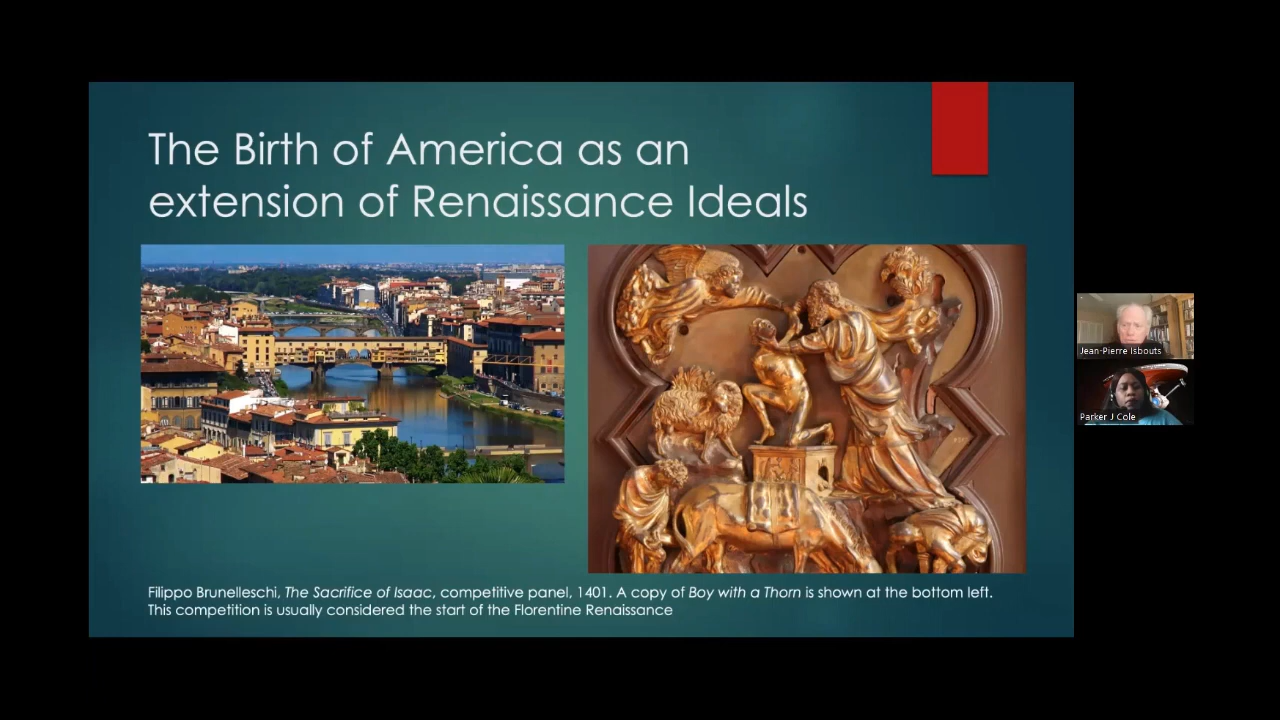 The Birth of America as an
extension of Renaissance Ideals
Filippo Brunelleschi, The Sacrifice of Isaac, competitive panel, 1401. A copy of Boy with a Thorn is shown at the bottom left.
This competition is usually considered the start of the Florentine Renaissance
Jean-Pierre Isbouts
Parker J Cole